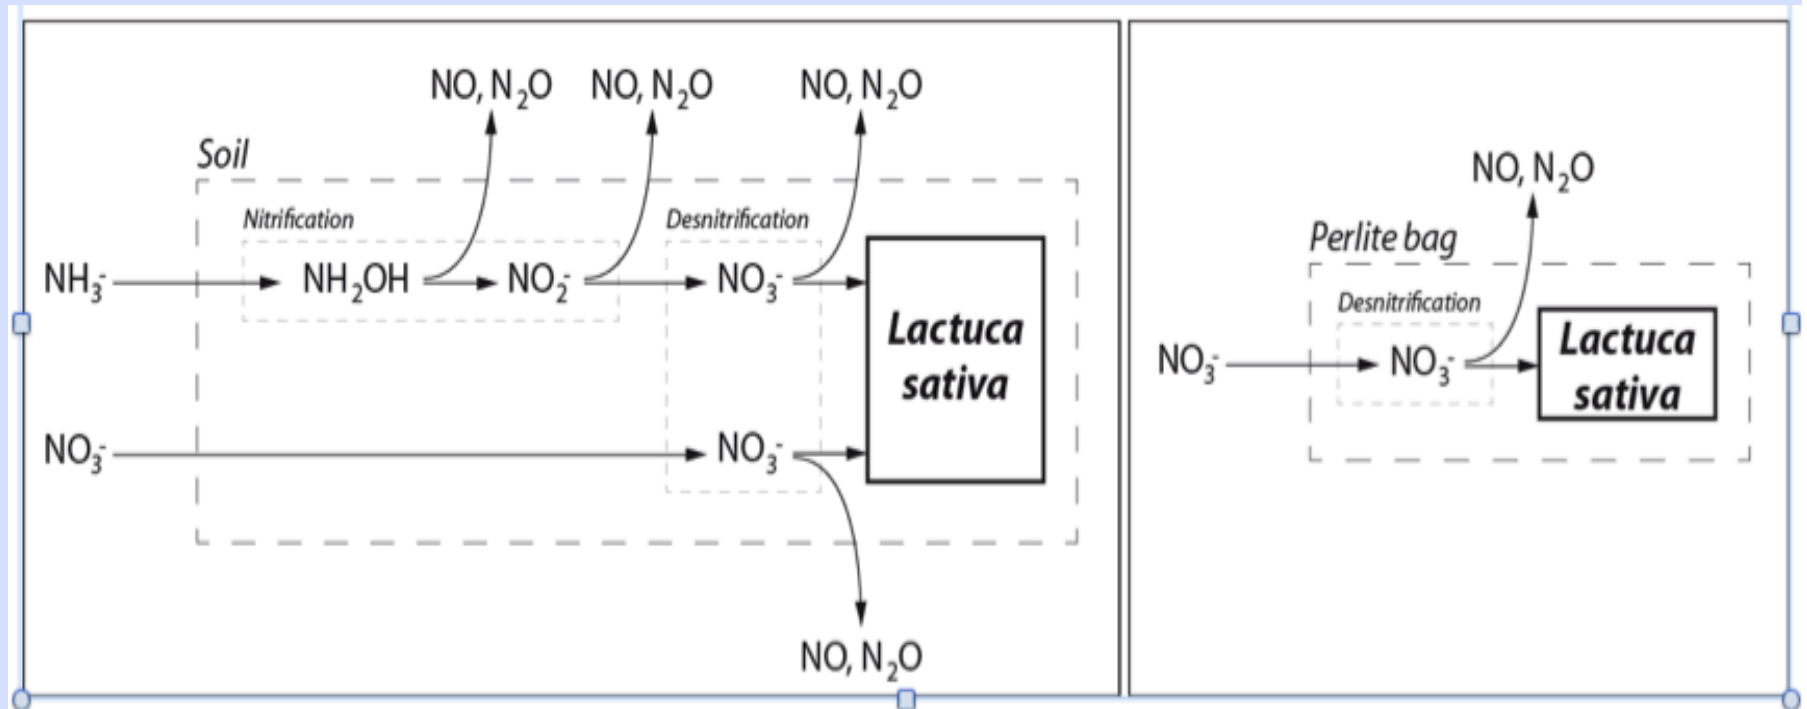 NO, N₂O NO, N₂O NO, N₂O
Soil
Nitrification Desnitrification
NH₃⁻ NH₂OH NO₂⁻ NO₃⁻
Lactuca
sativa
NO₃⁻ NO₃⁻
NO, N₂O
NO, N₂O
Perlite bag
Desnitrification
NO₃⁻ NO₃⁻
Lactuca
sativa